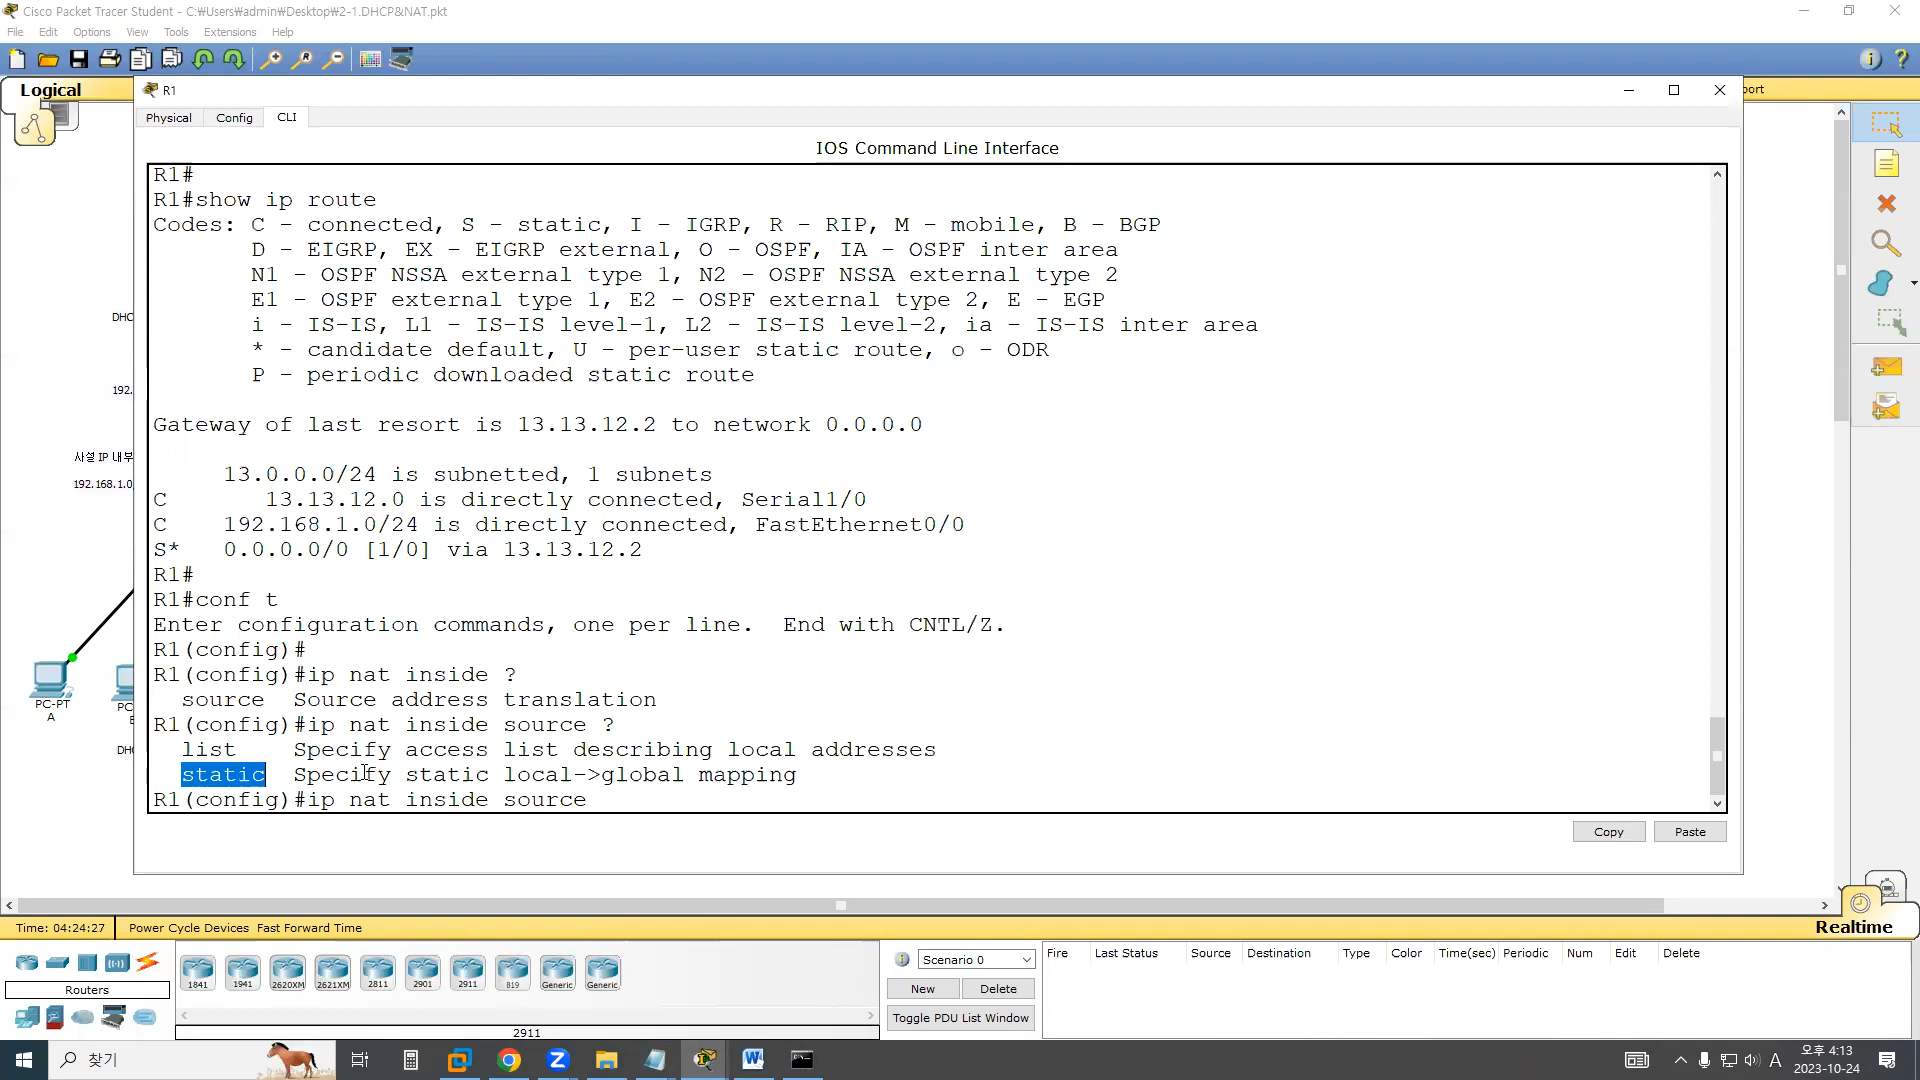 Cisco Packet Tracer Student - C:₩Users₩admin₩Desktop₩2-1.DHCP&NAT.pkt
File Edit Options View Tools Extensions Help
Logical
R1
Physical Config CLI
IOS Command Line Interface
R1#
R1#show ip route
Codes: C - connected, S - static, I - IGRP, R - RIP, M - mobile, B - BGP
D - EIGRP, EX - EIGRP external, O - OSPF, IA - OSPF inter area
N1 - OSPF NSSA external type 1, N2 - OSPF NSSA external type 2
E1 - OSPF external type 1, E2 - OSPF external type 2, E - EGP
i - IS-IS, L1 - IS-IS level-1, L2 - IS-IS level-2, ia - IS-IS inter area
* - candidate default, U - per-user static route, o - ODR
P - periodic downloaded static route
Gateway of last resort is 13.13.12.2 to network 0.0.0.0
13.0.0.0/24 is subnetted, 1 subnets
C 13.13.12.0 is directly connected, Serial1/0
C 192.168.1.0/24 is directly connected, FastEthernet0/0
S* 0.0.0.0/0 [1/0] via 13.13.12.2
R1#
R1#conf t
Enter configuration commands, one per line. End with CNTL/Z.
R1(config)#
R1(config)#ip nat inside ?
source Source address translation
R1(config)#ip nat inside source ?
list Specify access list describing local addresses
static Specify static local->global mapping
R1(config)#ip nat inside source
Copy Paste
ort
DHC
192.
사설 IP 내부
192.168.1.0
PC-PT
A
PC
DH
Time: 04:24:27 Power Cycle Devices Fast Forward Time
Realtime
Routers
1841 1941 2620XM 2621XM 2811 2901 2911 819 Generic Generic
2911
Scenario 0
New Delete
Toggle PDU List Window
Fire Last Status Source Destination Type Color Time(sec) Periodic Num Edit Delete
찾기
A
오후 4:13
2023-10-24